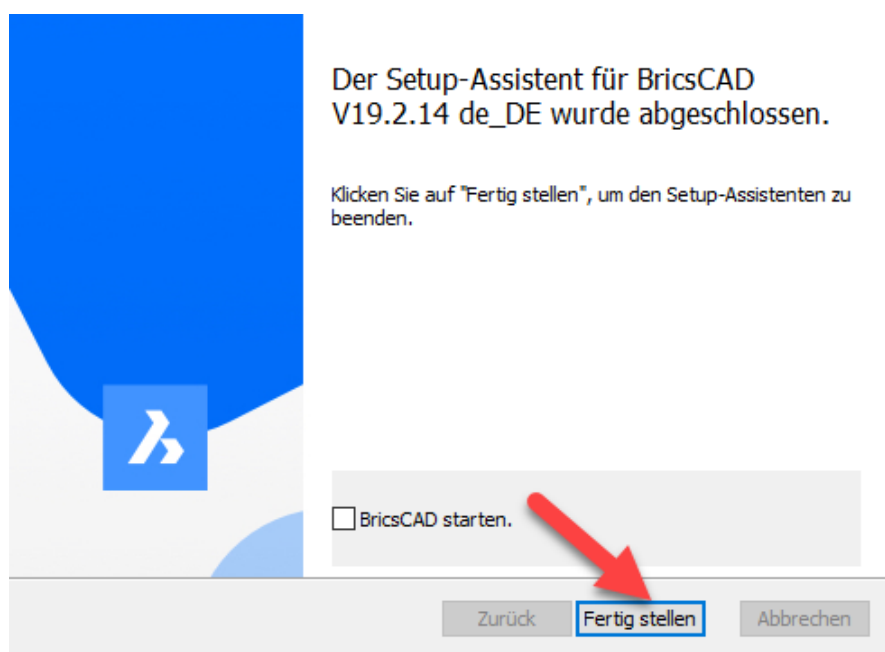 Der Setup-Assistent für BricsCAD
V19.2.14 de_DE wurde abgeschlossen.
Klicken Sie auf "Fertig stellen", um den Setup-Assistenten zu
beenden.
BricsCAD starten.
Zurück Fertig stellen Abbrechen